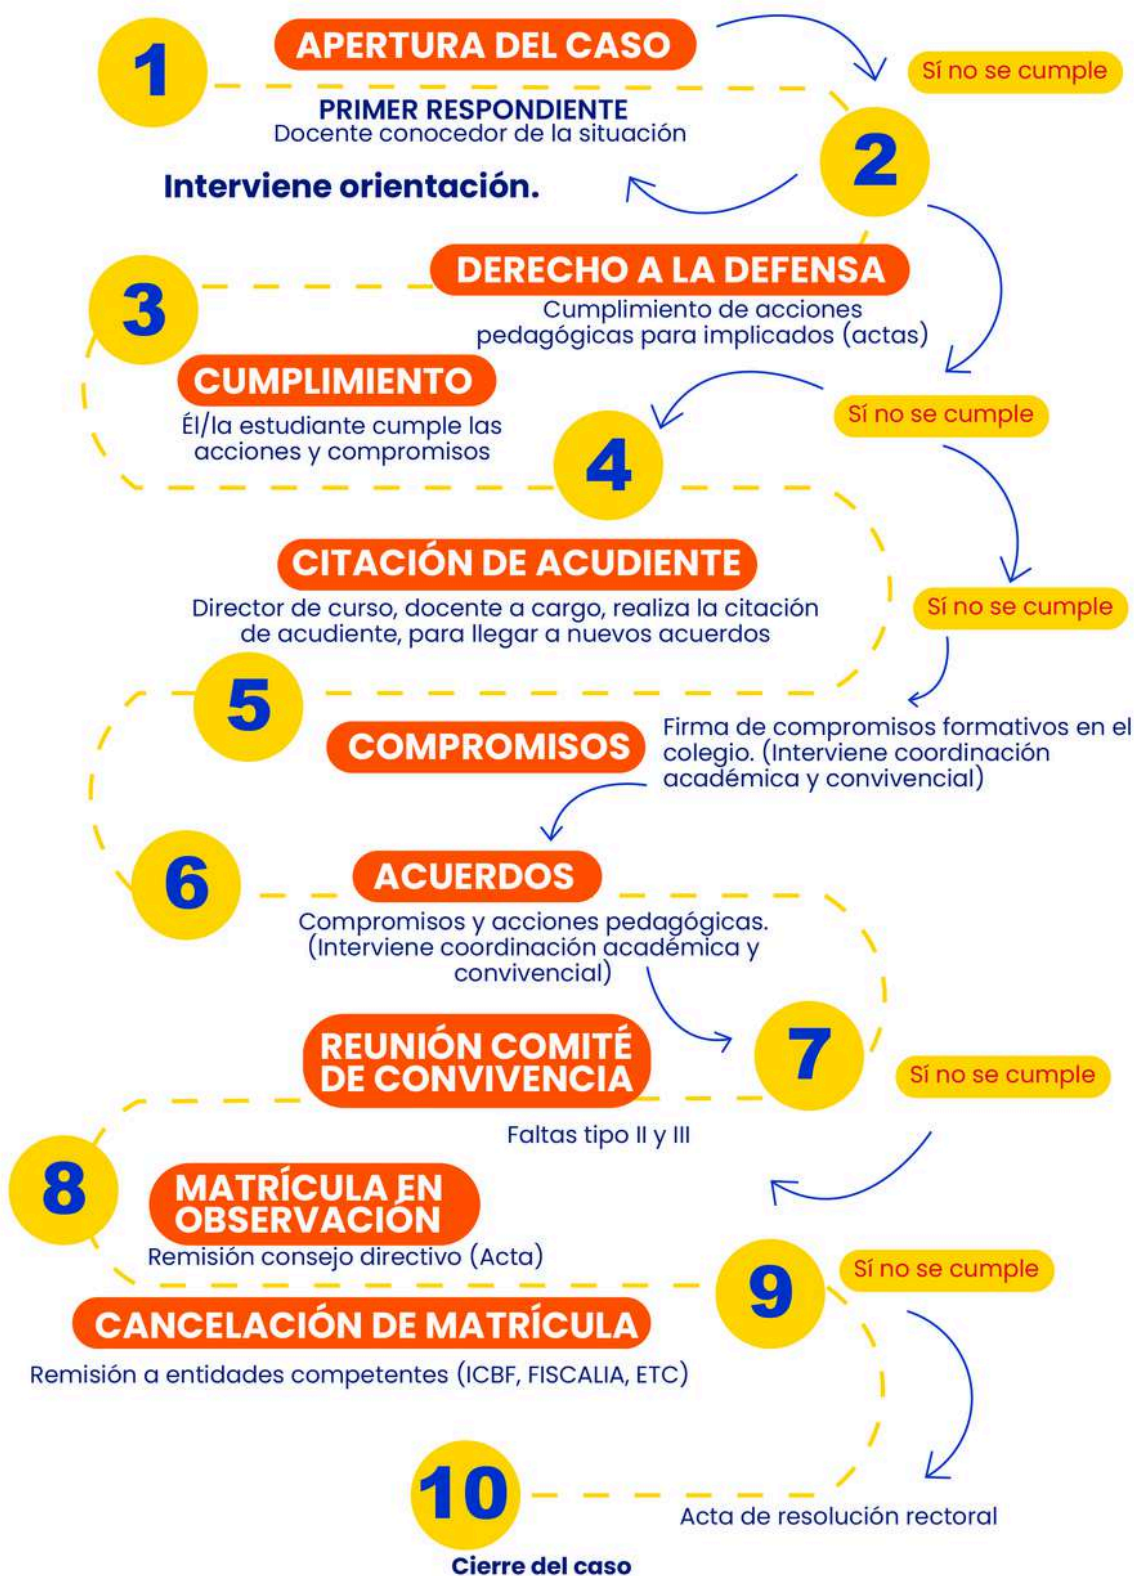 1
APERTURA DEL CASO
Sí no se cumple
PRIMER RESPONDIENTE
Docente conocedor de la situación
2
Interviene orientación.
DERECHO A LA DEFENSA
3
Cumplimiento de acciones
pedagógicas para implicados (actas)
CUMPLIMIENTO
Él/la estudiante cumple las
acciones y compromisos
Sí no se cumple
4
CITACIÓN DE ACUDIENTE
Director de curso, docente a cargo, realiza la citación
de acudiente, para llegar a nuevos acuerdos
Sí no se cumple
5
COMPROMISOS
Firma de compromisos formativos en el
colegio. (Interviene coordinación
académica y convivencial)
6
ACUERDOS
Compromisos y acciones pedagógicas.
(Interviene coordinación académica y
convivencial)
7
REUNIÓN COMITÉ
DE CONVIVENCIA
Sí no se cumple
Faltas tipo II y III
8
MATRÍCULA EN
OBSERVACIÓN
Remisión consejo directivo (Acta)
9
Sí no se cumple
CANCELACIÓN DE MATRÍCULA
Remisión a entidades competentes (ICBF, FISCALIA, ETC)
10
Acta de resolución rectoral
Cierre del caso